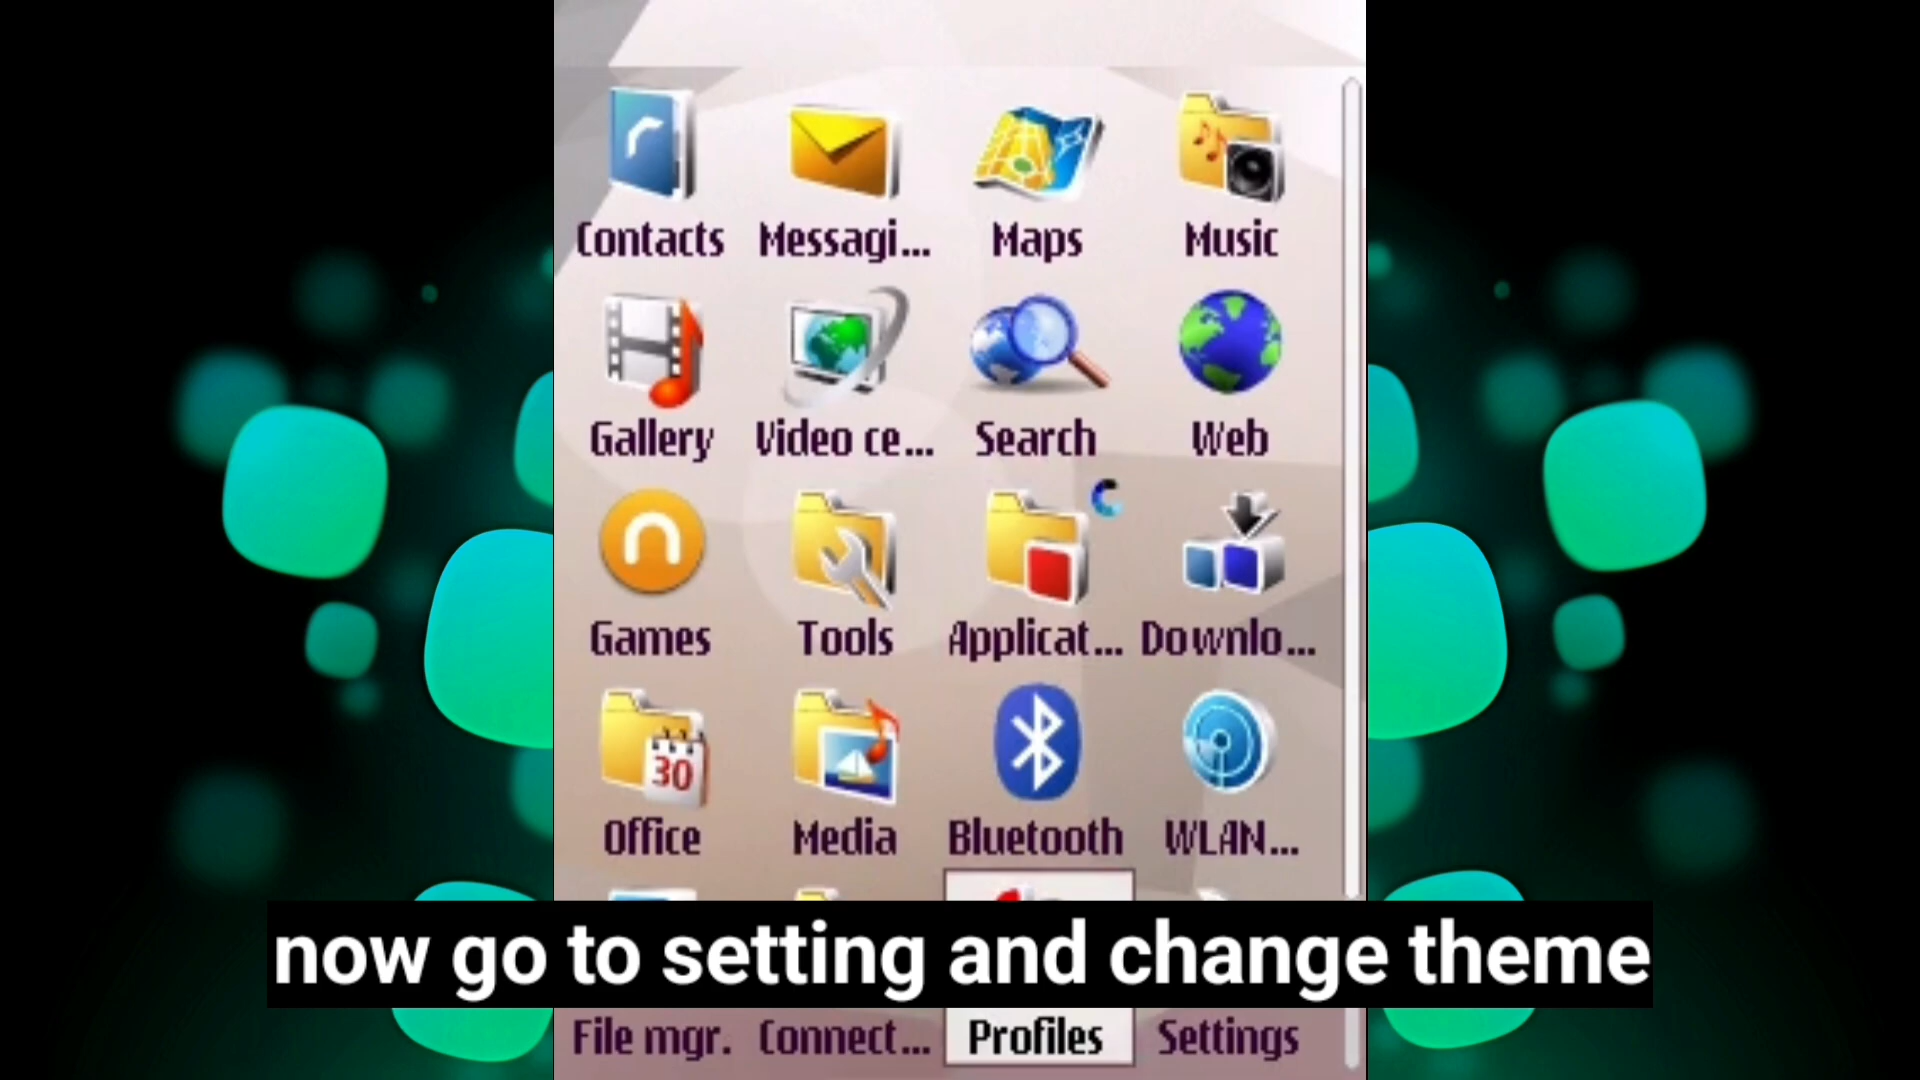 Contacts Messagi... Maps Music
Gallery Video ce... Search Web
Games Tools Applicat... Downlo...
30
Office Media Bluetooth WLAN...
now go to setting and change theme
File mgr. Connect... Profiles Settings